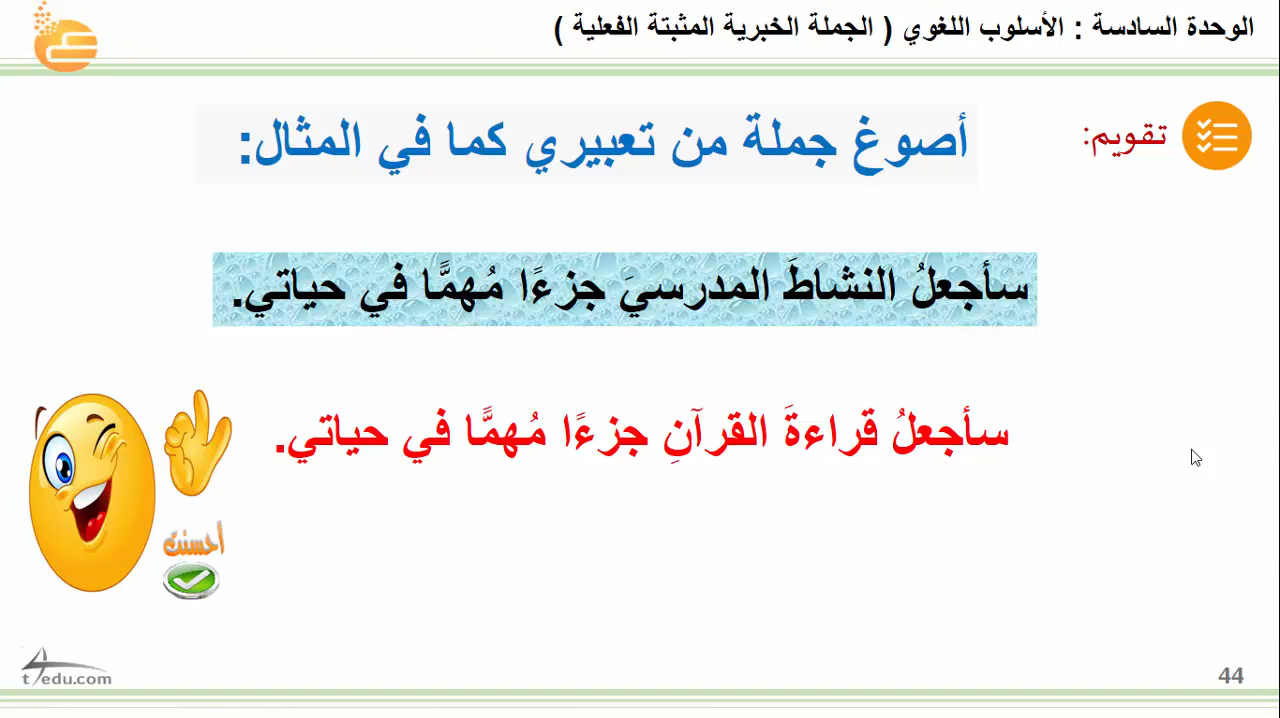 الوحدة السادسة : الأسلوب اللغوي ( الجملة الخبرية المثبتة الفعلية )
تقويم:
أصوغ جملة من تعبيري كما في المثال:
سأجعلُ النشاطَ المدرسيَ جزءًا مُهمًّا في حياتي.
سأجعلُ قراءةَ القرآنِ جزءًا مُهمًّا في حياتي.
أحسنت
t4edu.com
44